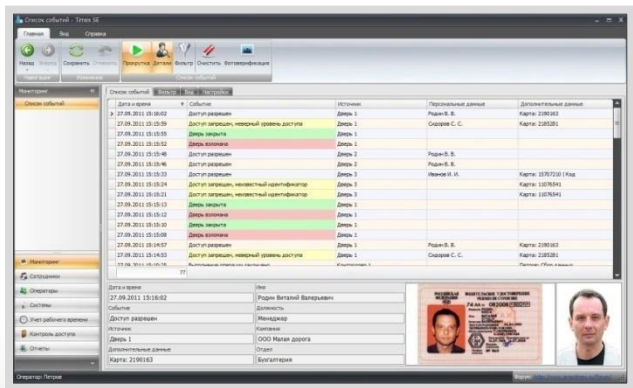 Список событий - Timex SE
Главная Вид Справка
Назад Вперед Сохранить Отменить Прокрутка Детали Фильтр Очистить Фотоверификация
Навигация Изменения Список событий
Мониторинг
Список событий Фильтр Вид Настройки
Список событий
Дата и время Событие Источник Персональные данные Дополнительные данные
27.09.2011 15:16:02 Доступ разрешен Дверь 1 Родин В. В. Карта: 2190163
27.09.2011 15:15:59 Доступ запрещен, неверный уровень доступа Дверь 1 Сидоров С. С. Карта: 2185281
27.09.2011 15:15:55 Дверь закрыта Дверь 1
27.09.2011 15:15:52 Дверь взломана Дверь 1
27.09.2011 15:15:48 Доступ разрешен Дверь 2 Родин В. В.
27.09.2011 15:15:46 Доступ разрешен Дверь 2 Родин В. В.
27.09.2011 15:15:33 Доступ разрешен Дверь 3 Иванов И. И. Карта: 15767210 | Код
27.09.2011 15:15:24 Доступ запрещен, неизвестный идентификатор Дверь 3 Карта: 11076541
27.09.2011 15:15:21 Доступ запрещен, неизвестный идентификатор Дверь 3 Карта: 11076541
27.09.2011 15:15:13 Дверь закрыта Дверь 1
27.09.2011 15:15:12 Дверь взломана Дверь 1
27.09.2011 15:15:10 Дверь закрыта Дверь 1
27.09.2011 15:15:08 Дверь взломана Дверь 1
27.09.2011 15:14:57 Доступ разрешен Дверь 1 Родин В. В. Карта: 2190163
27.09.2011 15:14:53 Доступ запрещен, неверный уровень доступа Дверь 1 Сидоров С. С. Карта: 2185281
77
Мониторинг
Сотрудники
Операторы
Системы
Учет рабочего времени
Контроль доступа
Отчеты
Дата и время Имя
27.09.2011 15:16:02 Родин Виталий Валерьевич
Событие Должность
Доступ разрешен Менеджер
Источник Компания
Дверь 1 ООО Малая дорога
Дополнительные данные Отдел
Карта: 2190163 Бухгалтерия
ВОДИТЕЛЬСКОЕ УДОСТОВЕРЕНИЕ
Оператор: Петров